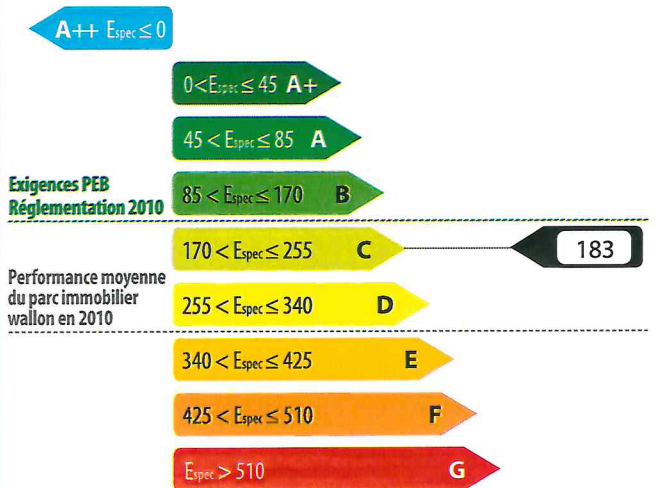 A++ Espec ≤ 0
0 < Espec ≤ 45 A+
45 < Espec ≤ 85 A
Exigences PEB
Réglementation 2010
85 < Espec ≤ 170 B
170 < Espec ≤ 255 C
183
Performance moyenne
du parc immobilier
wallon en 2010
255 < Espec ≤ 340 D
340 < Espec ≤ 425 E
425 < Espec ≤ 510 F
Espec > 510 G